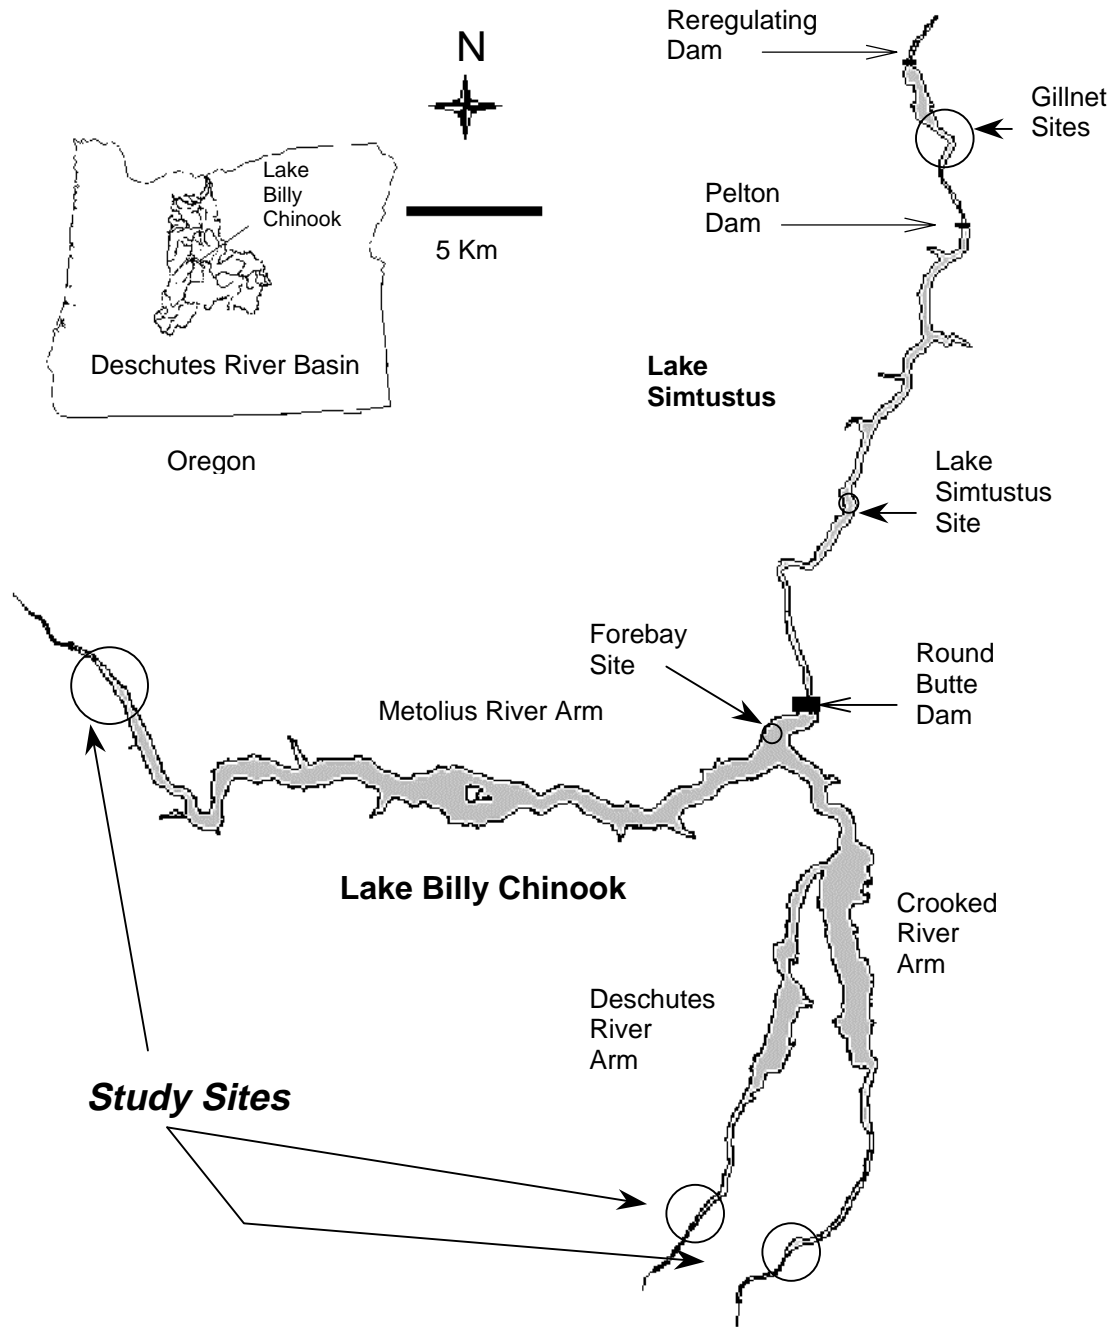 Reregulating
Dam
N
Gillnet
Sites
Lake
Billy
Chinook
Pelton
Dam
5 Km
Deschutes River Basin
Lake
Simtustus
Oregon
Lake
Simtustus
Site
Forebay
Site
Round
Butte
Dam
Metolius River Arm
Lake Billy Chinook
Crooked
River
Arm
Deschutes
River
Arm
Study Sites